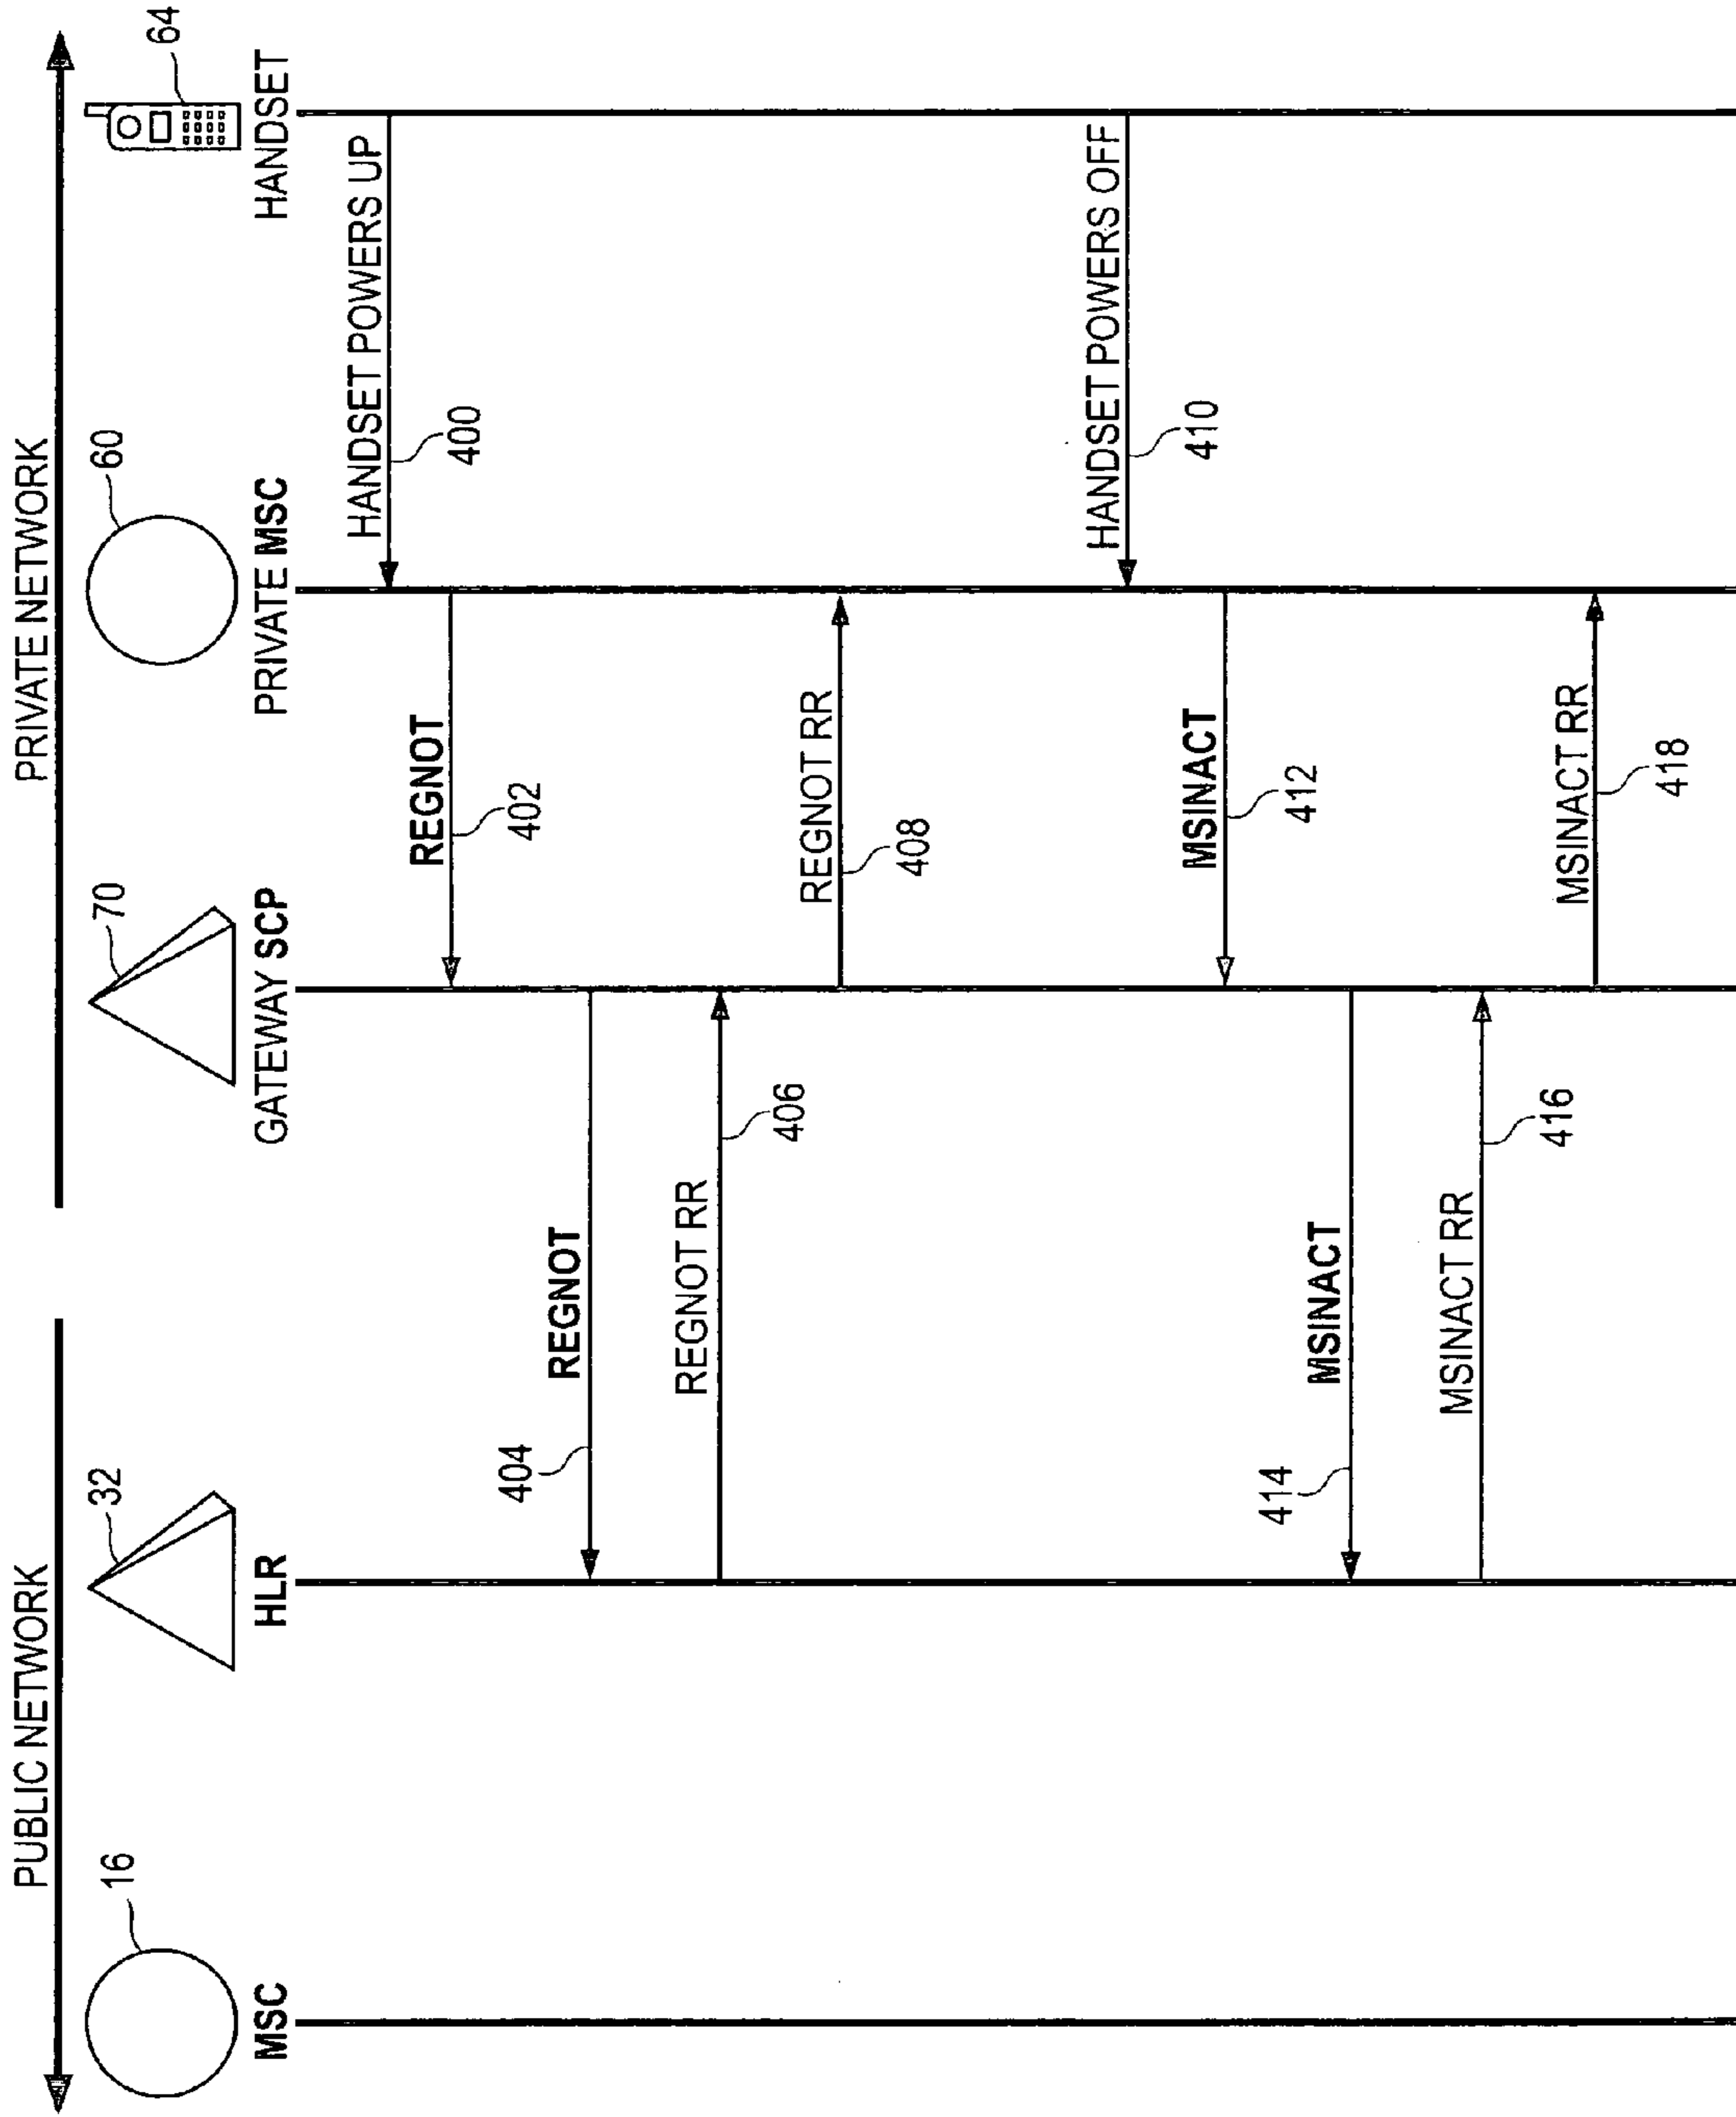 PUBLIC NETWORK
PRIVATE NETWORK
16
32
70
60
64
MSC
HLR
GATEWAY SCP
PRIVATE MSC
HANDSET
HANDSET POWERS UP
400
REGNOT
402
REGNOT
404
REGNOT RR
406
REGNOT RR
408
HANDSET POWERS OFF
410
MSINACT
412
MSINACT
414
MSINACT RR
416
MSINACT RR
418